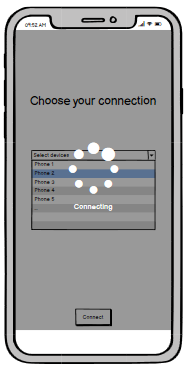 09:52 AM
Choose your connection
Select devices
Phone 1
Phone 2
Phone 3
Phone 4
Phone 5
...
Connecting
Connect